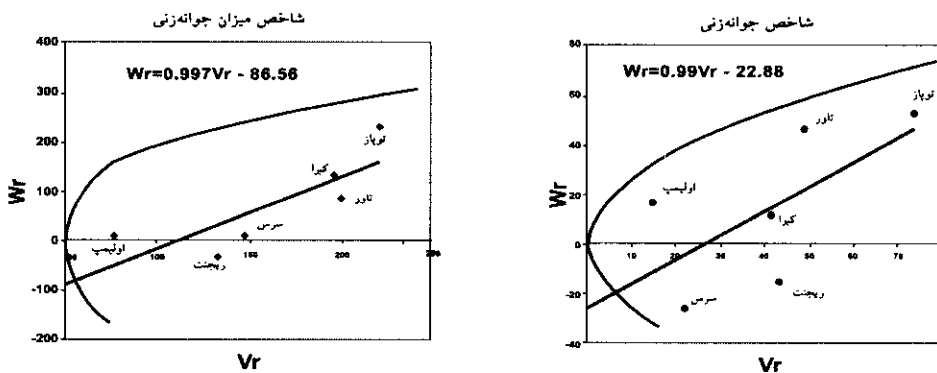 شاخص میزان جوانه‌زنی
400
300
200
100
0
-100
-200
Wr
Wr=0.997Vr - 86.56
توپاز
کبرا
تاور
سرس
اولیمپ
ریجنت
100
150
200
Vr
شاخص جوانه‌زنی
80
60
40
20
0
-20
-40
Wr
Wr=0.99Vr - 22.88
توپاز
تاور
اولیمپ
کبرا
ریجنت
سرس
10
20
30
40
50
60
70
Vr